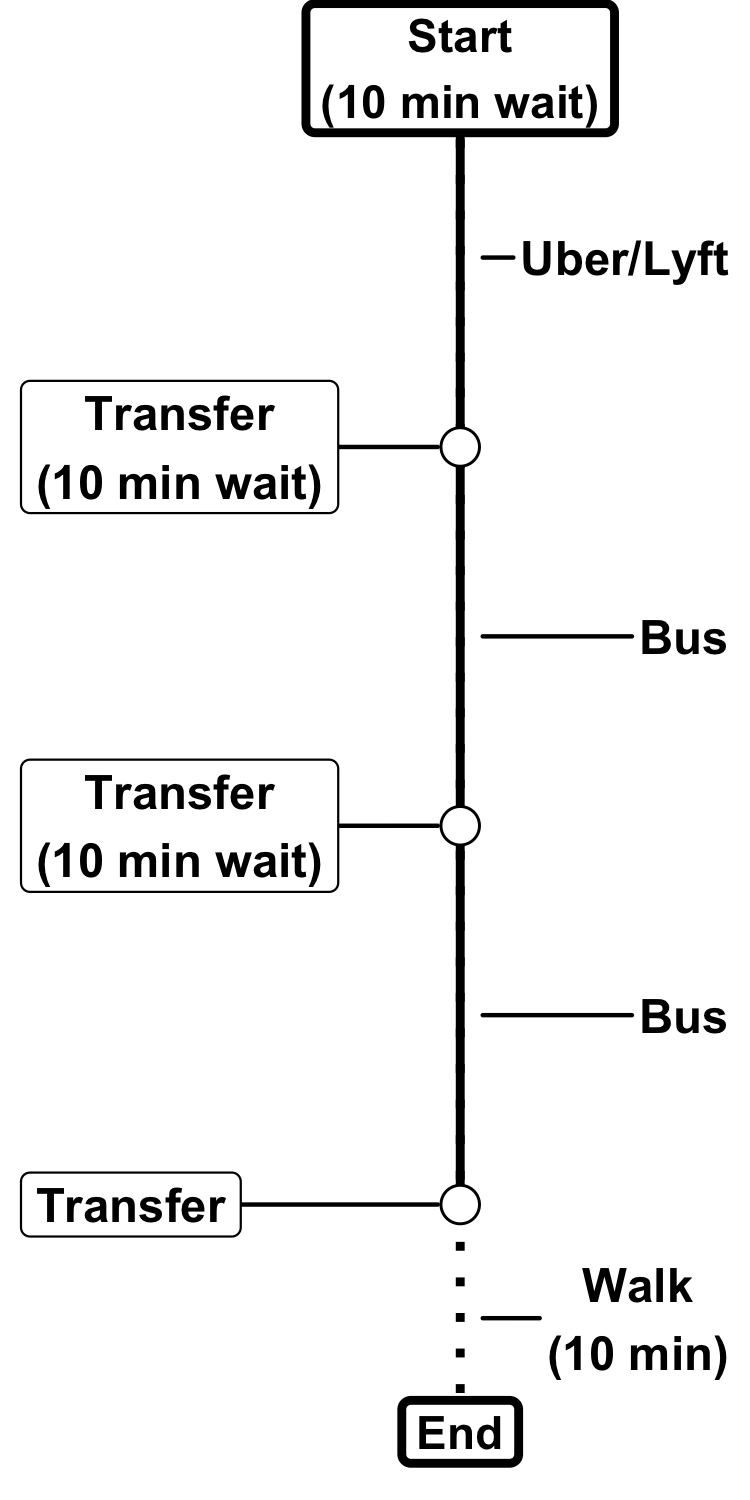 Start
(10 min wait)
Uber/Lyft
Transfer
(10 min wait)
Bus
Transfer
(10 min wait)
Bus
Transfer
Walk
(10 min)
End